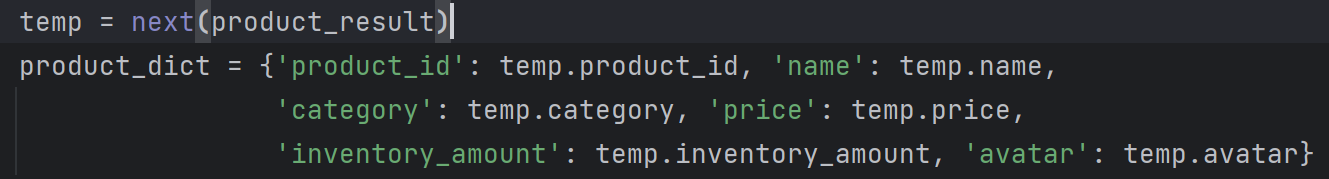 temp = next(product_result)
product_dict = {'product_id': temp.product_id, 'name': temp.name,
'category': temp.category, 'price': temp.price,
'inventory_amount': temp.inventory_amount, 'avatar': temp.avatar}